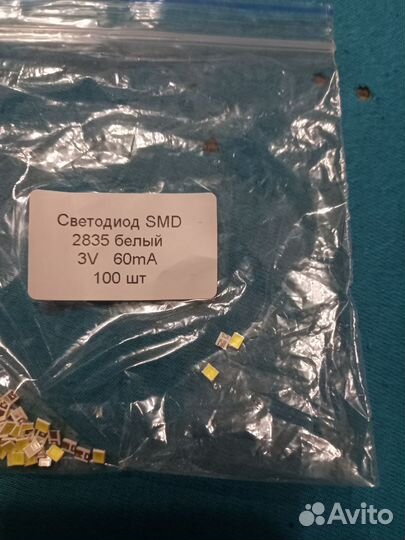 Светодиод SMD
2835 белый
3V 60mA
100 шт
Avito